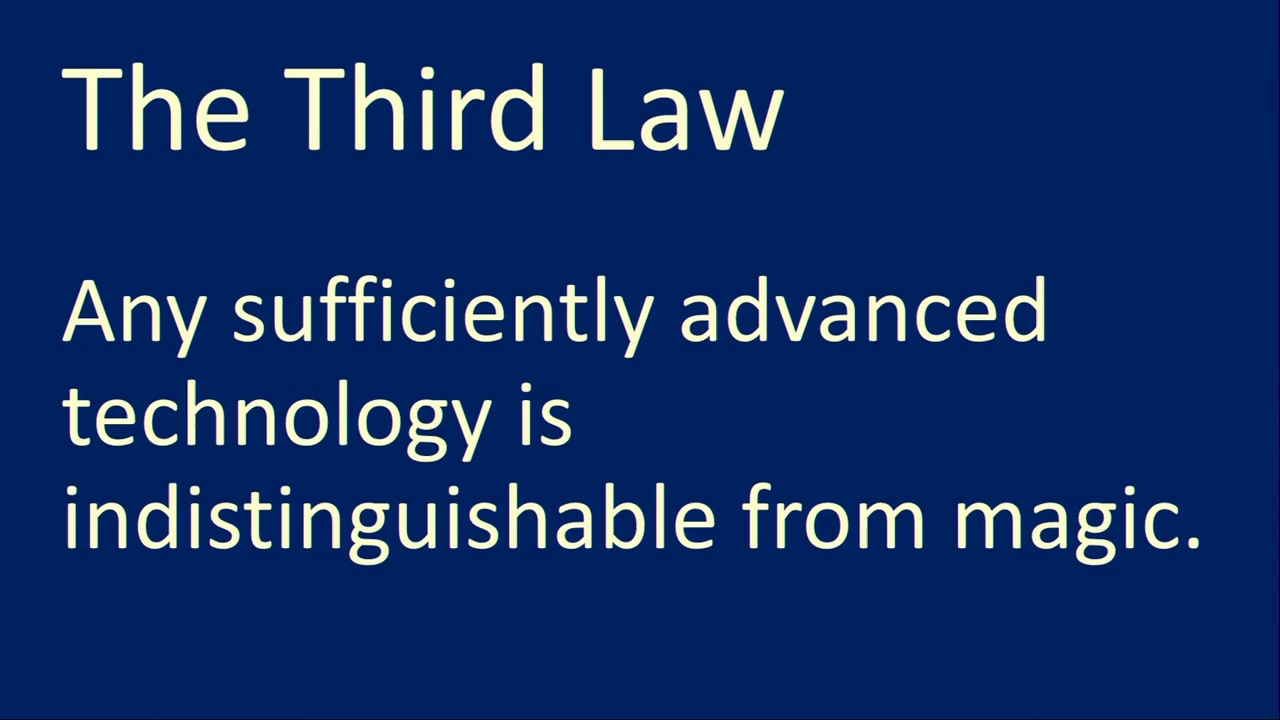 The Third Law
Any sufficiently advanced
technology is
indistinguishable from magic.